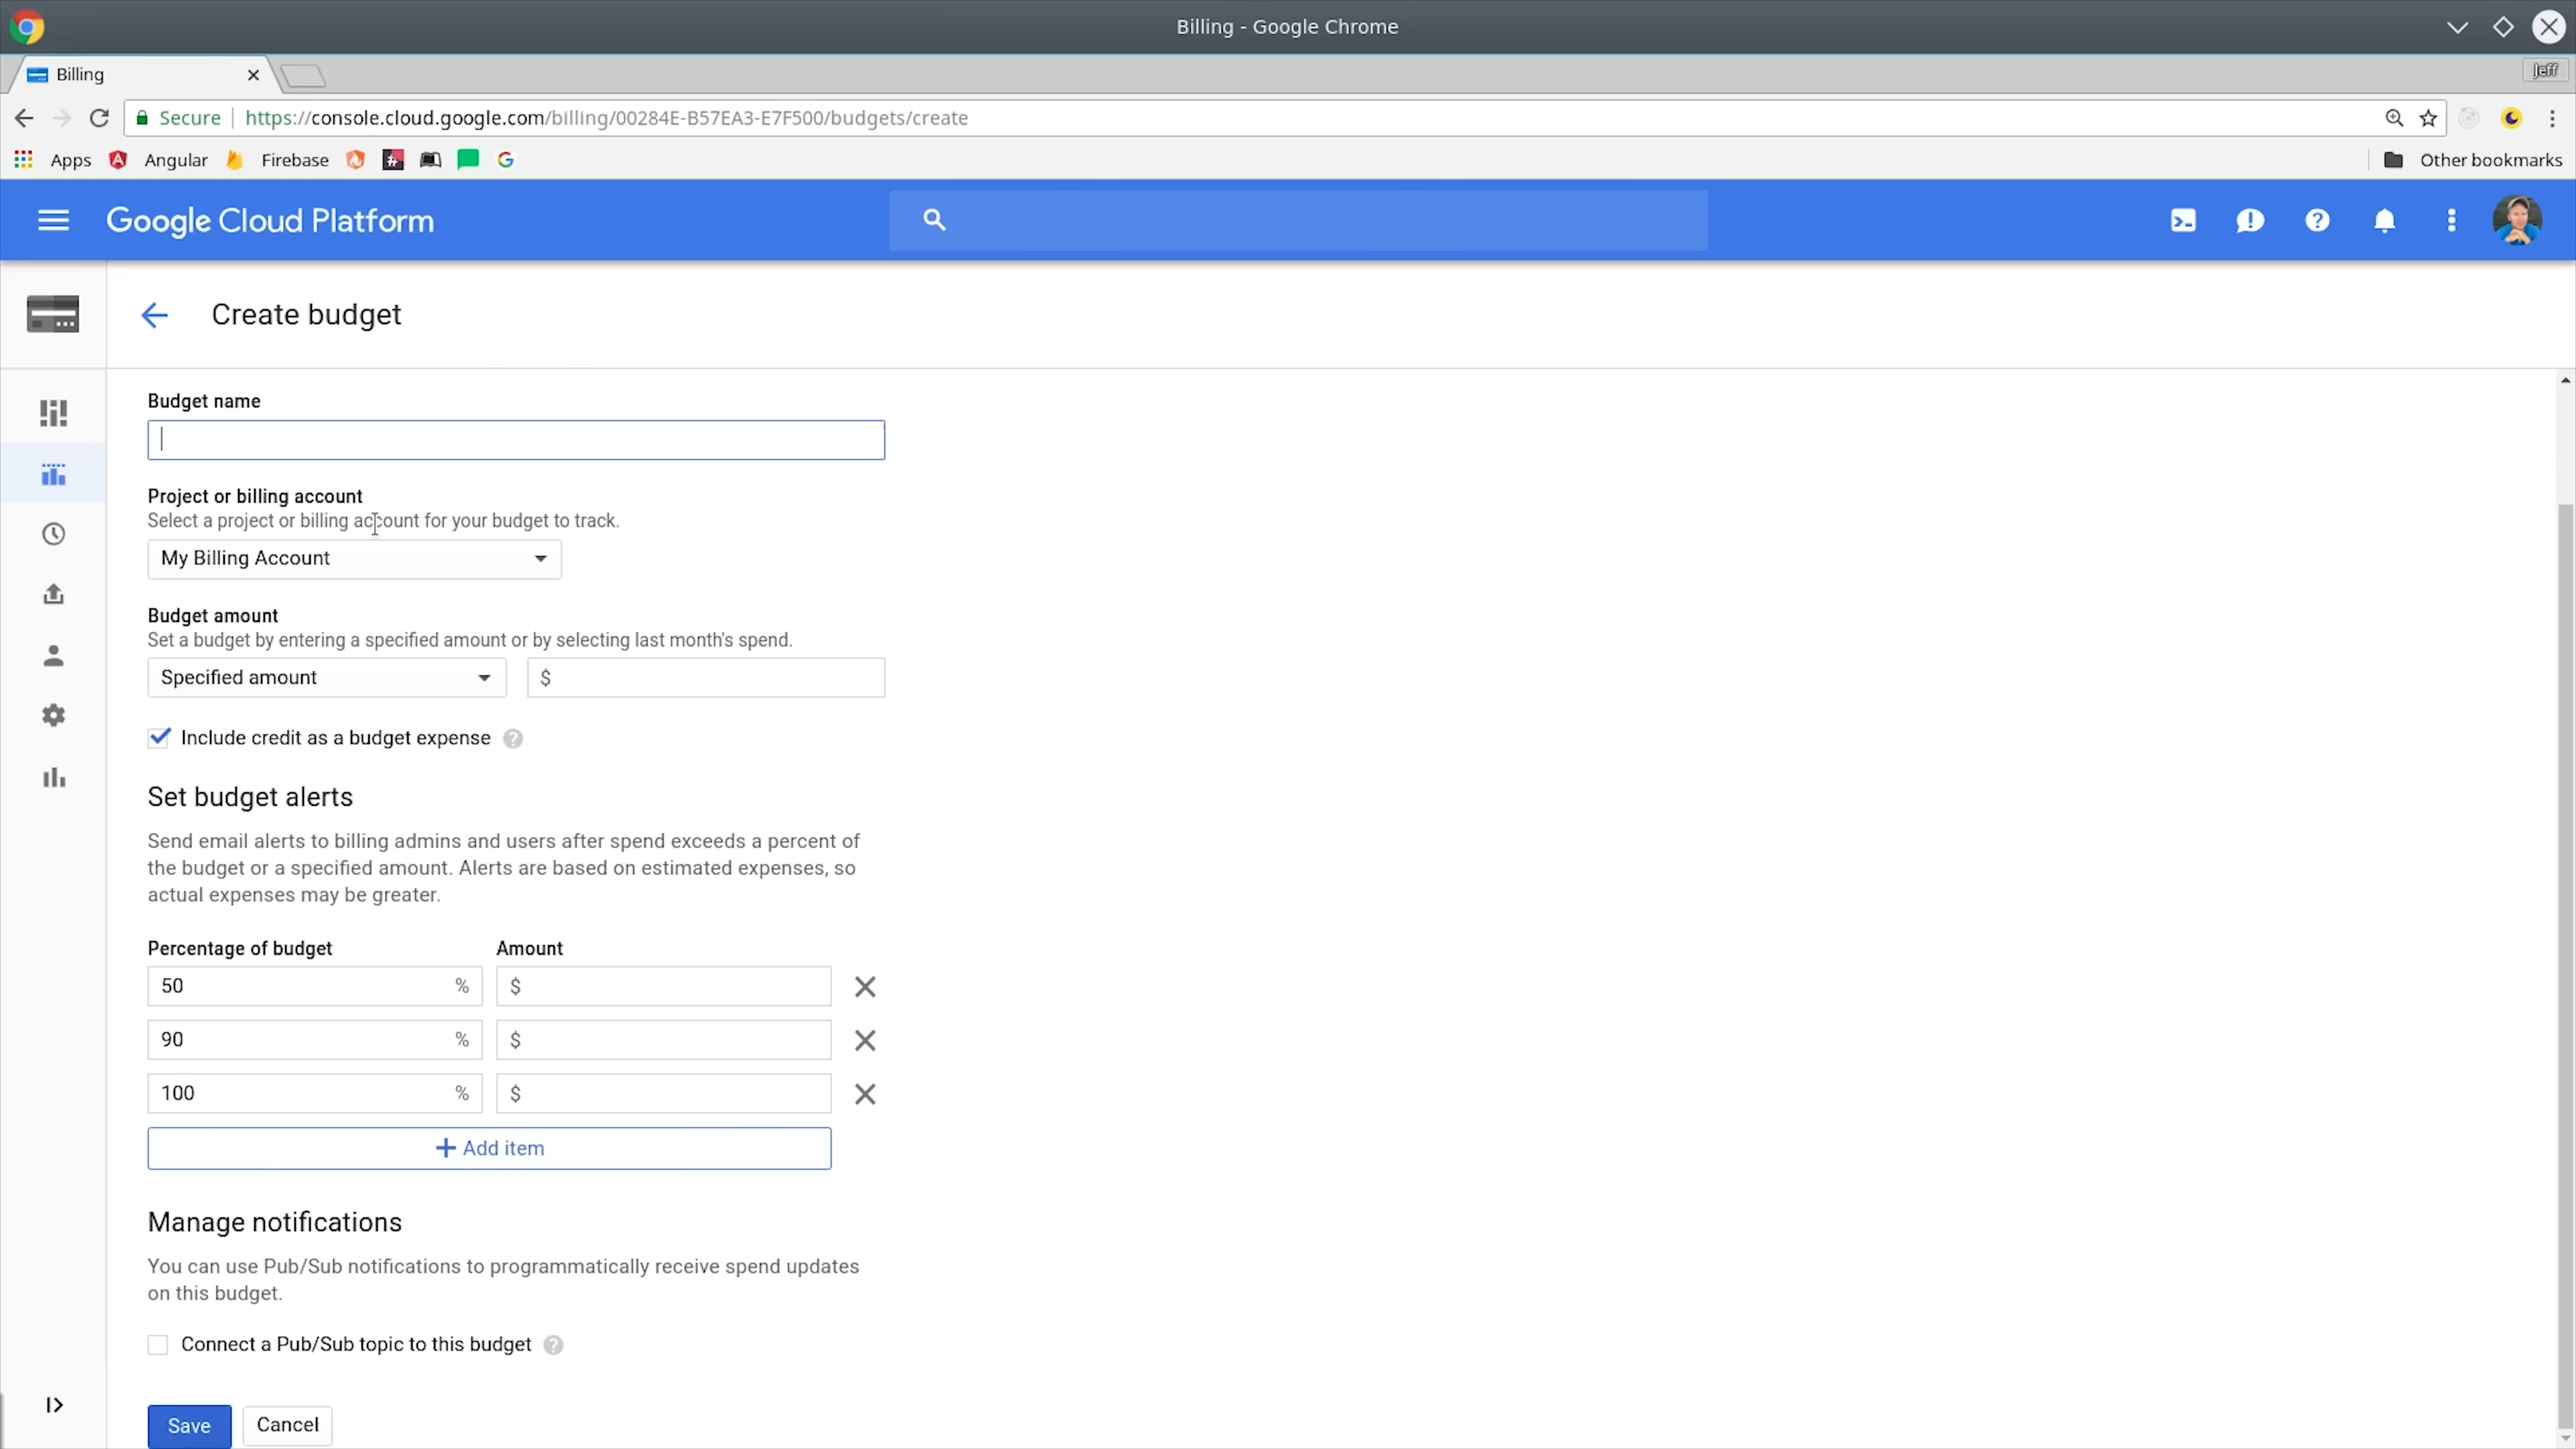 Billing - Google Chrome
Billing
Jeff
Secure
https://console.cloud.google.com/billing/00284E-B57EA3-E7F500/budgets/create
Apps Angular Firebase Other bookmarks
Google Cloud Platform
Create budget
Budget name
Project or billing account
Select a project or billing account for your budget to track.
My Billing Account
Budget amount
Set a budget by entering a specified amount or by selecting last month's spend.
Specified amount $
Include credit as a budget expense ?
Set budget alerts
Send email alerts to billing admins and users after spend exceeds a percent of
the budget or a specified amount. Alerts are based on estimated expenses, so
actual expenses may be greater.
Percentage of budget Amount
50 % $
90 % $
100 % $
+ Add item
Manage notifications
You can use Pub/Sub notifications to programmatically receive spend updates
on this budget.
Connect a Pub/Sub topic to this budget ?
Save Cancel